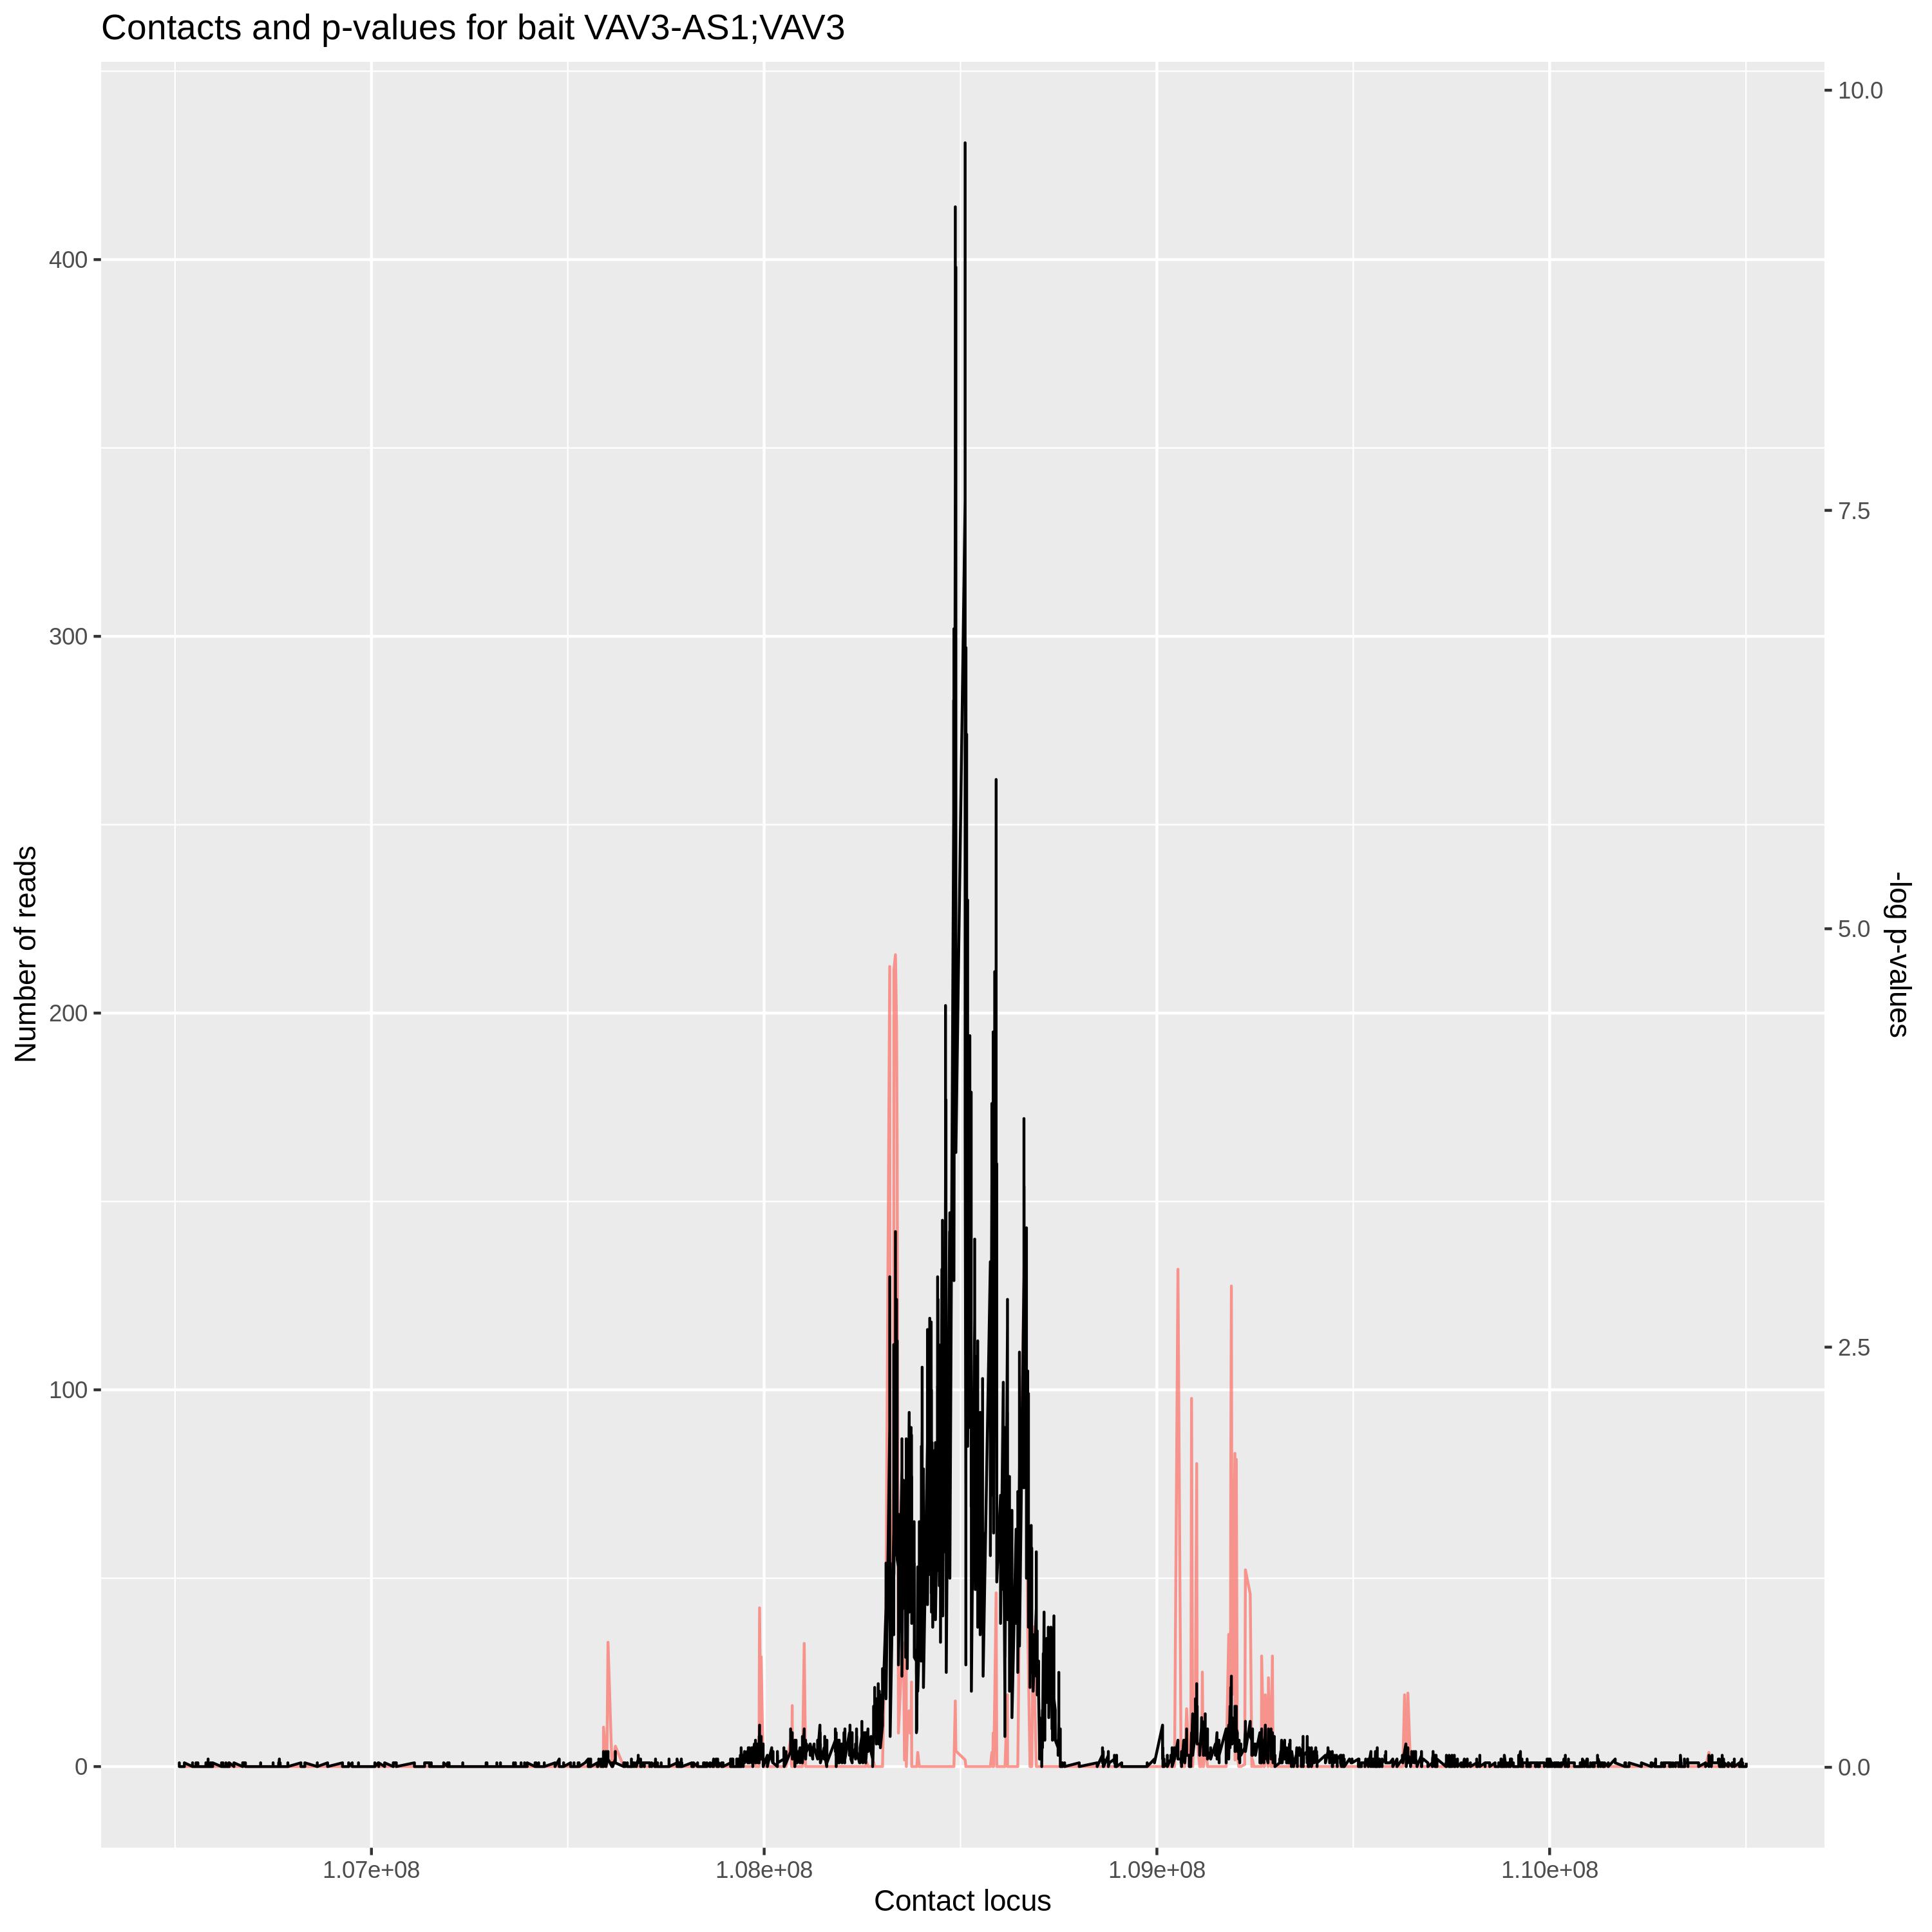 Contacts and p-values for bait VAV3-AS1;VAV3
10.0
400
7.5
300
Number of reads
5.0
-log p-values
200
2.5
100
0
0.0
1.07e+08
1.08e+08
1.09e+08
1.10e+08
Contact locus